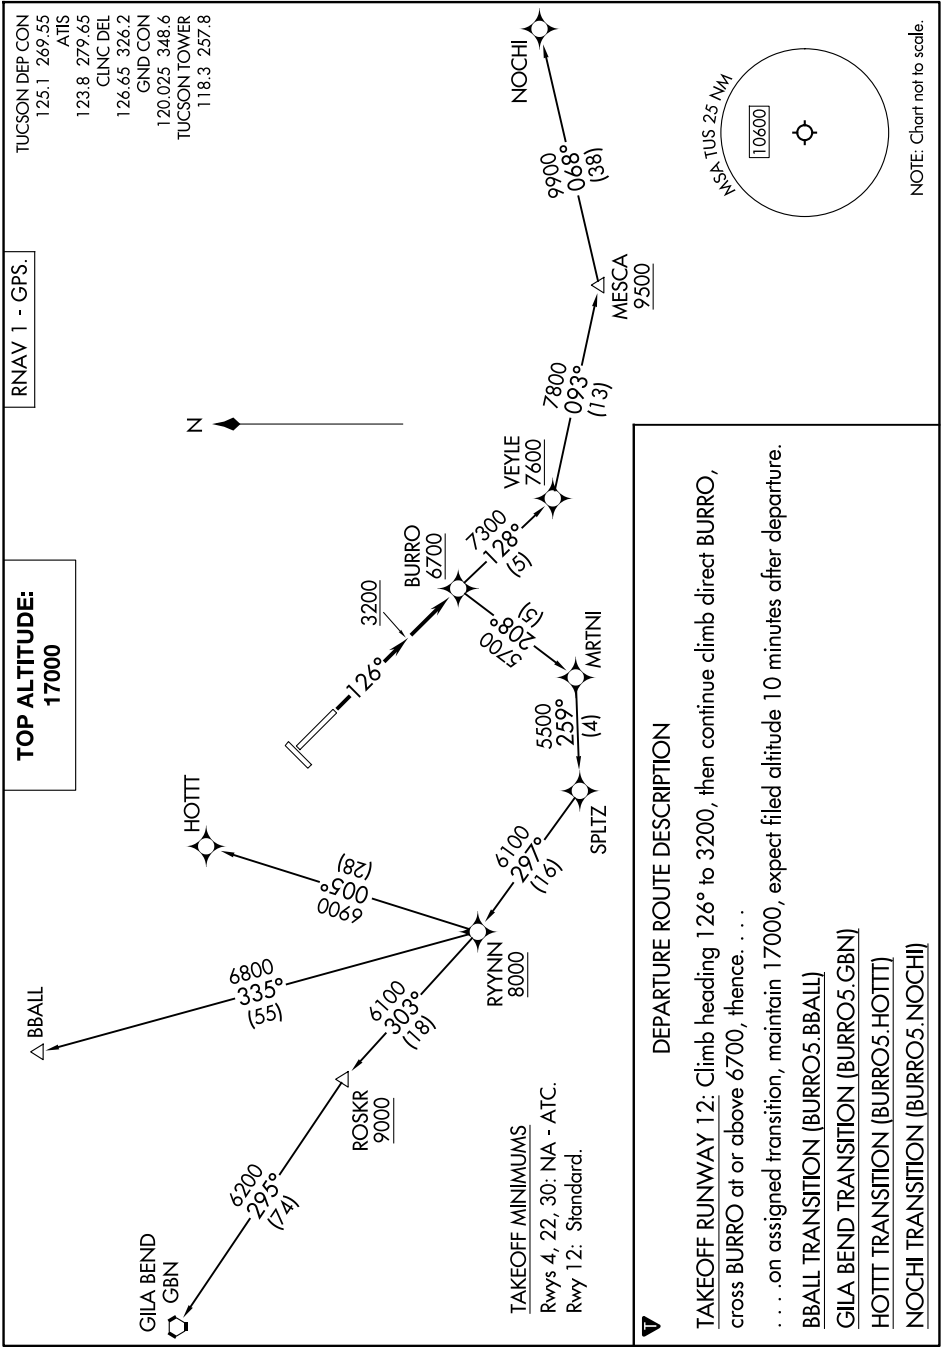 TOP ALTITUDE:
17000
RNAV 1 - GPS.
TUCSON DEP CON
125.1 269.55
ATIS
123.8 279.65
CLNC DEL
126.65 326.2
GND CON
120.025 348.6
TUCSON TOWER
118.3 257.8
BBALL
HOTTT
N
GILA BEND
GBN
6200
295°
(74)
ROSKR
9000
6100
303°
(18)
6800
335°
(55)
6900
005°
(28)
RYYNN
8000
6100
297°
(16)
SPLTZ
5500
259°
(4)
MRTNI
5700
208°
(5)
126°
3200
BURRO
6700
7300
128°
(5)
VEYLE
7600
7800
093°
(13)
MESCA
9500
9900
068°
(38)
NOCHI
MSA TUS 25 NM
10600
NOTE: Chart not to scale.
TAKEOFF MINIMUMS
Rwys 4, 22, 30: NA - ATC.
Rwy 12: Standard.
T
DEPARTURE ROUTE DESCRIPTION
TAKEOFF RUNWAY 12: Climb heading 126° to 3200, then continue climb direct BURRO,
cross BURRO at or above 6700, thence. . . .
. . . .on assigned transition, maintain 17000, expect filed altitude 10 minutes after departure.
BBALL TRANSITION (BURRO5.BBALL)
GILA BEND TRANSITION (BURRO5.GBN)
HOTTT TRANSITION (BURRO5.HOTTT)
NOCHI TRANSITION (BURRO5.NOCHI)